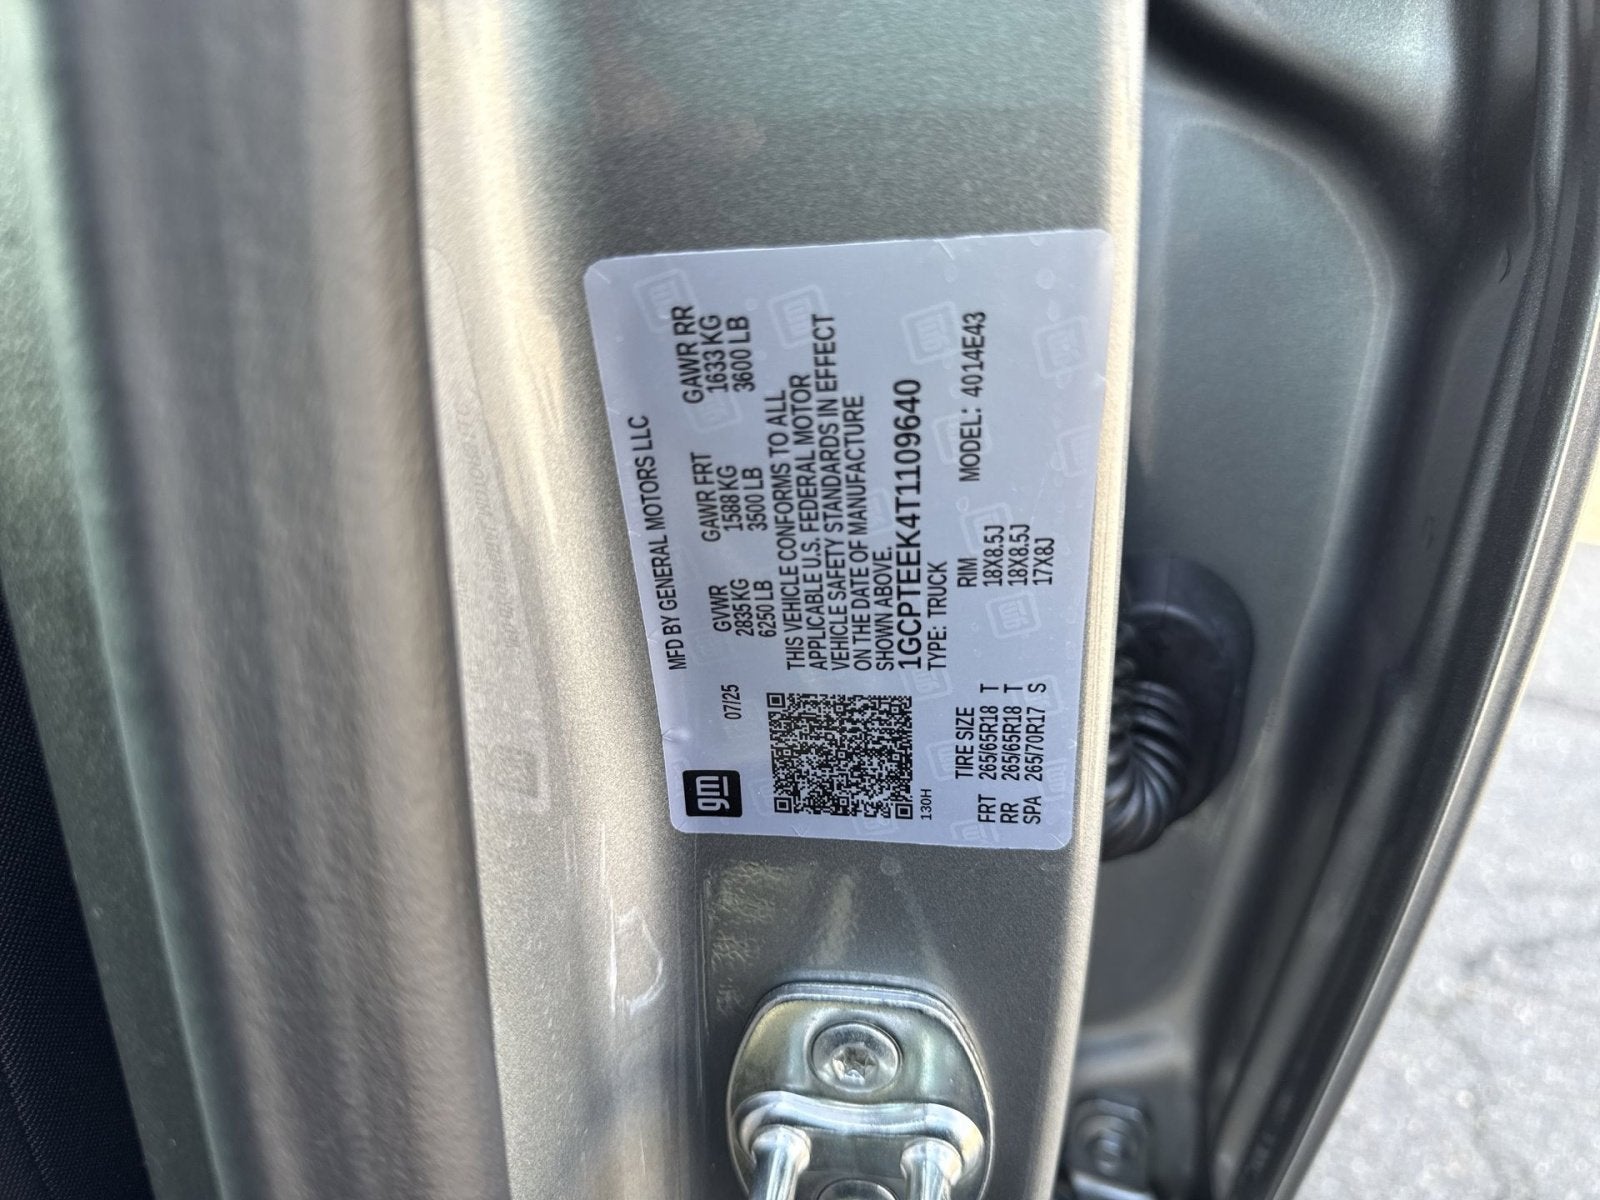 MFD BY GENERAL MOTORS LLC
gm 07/25
GVWR GAWR FRT GAWR RR
2835 KG 1588 KG 1633 KG
6250 LB 3500 LB 3600 LB
THIS VEHICLE CONFORMS TO ALL
APPLICABLE U.S. FEDERAL MOTOR
VEHICLE SAFETY STANDARDS IN EFFECT
ON THE DATE OF MANUFACTURE
SHOWN ABOVE.
1GCPTEEK4T1109640
130H
TYPE: TRUCK MODEL: 4014E43
TIRE SIZE RIM
FRT 265/65R18 T 18X8.5J
RR 265/65R18 T 18X8.5J
SPA 265/70R17 S 17X8J